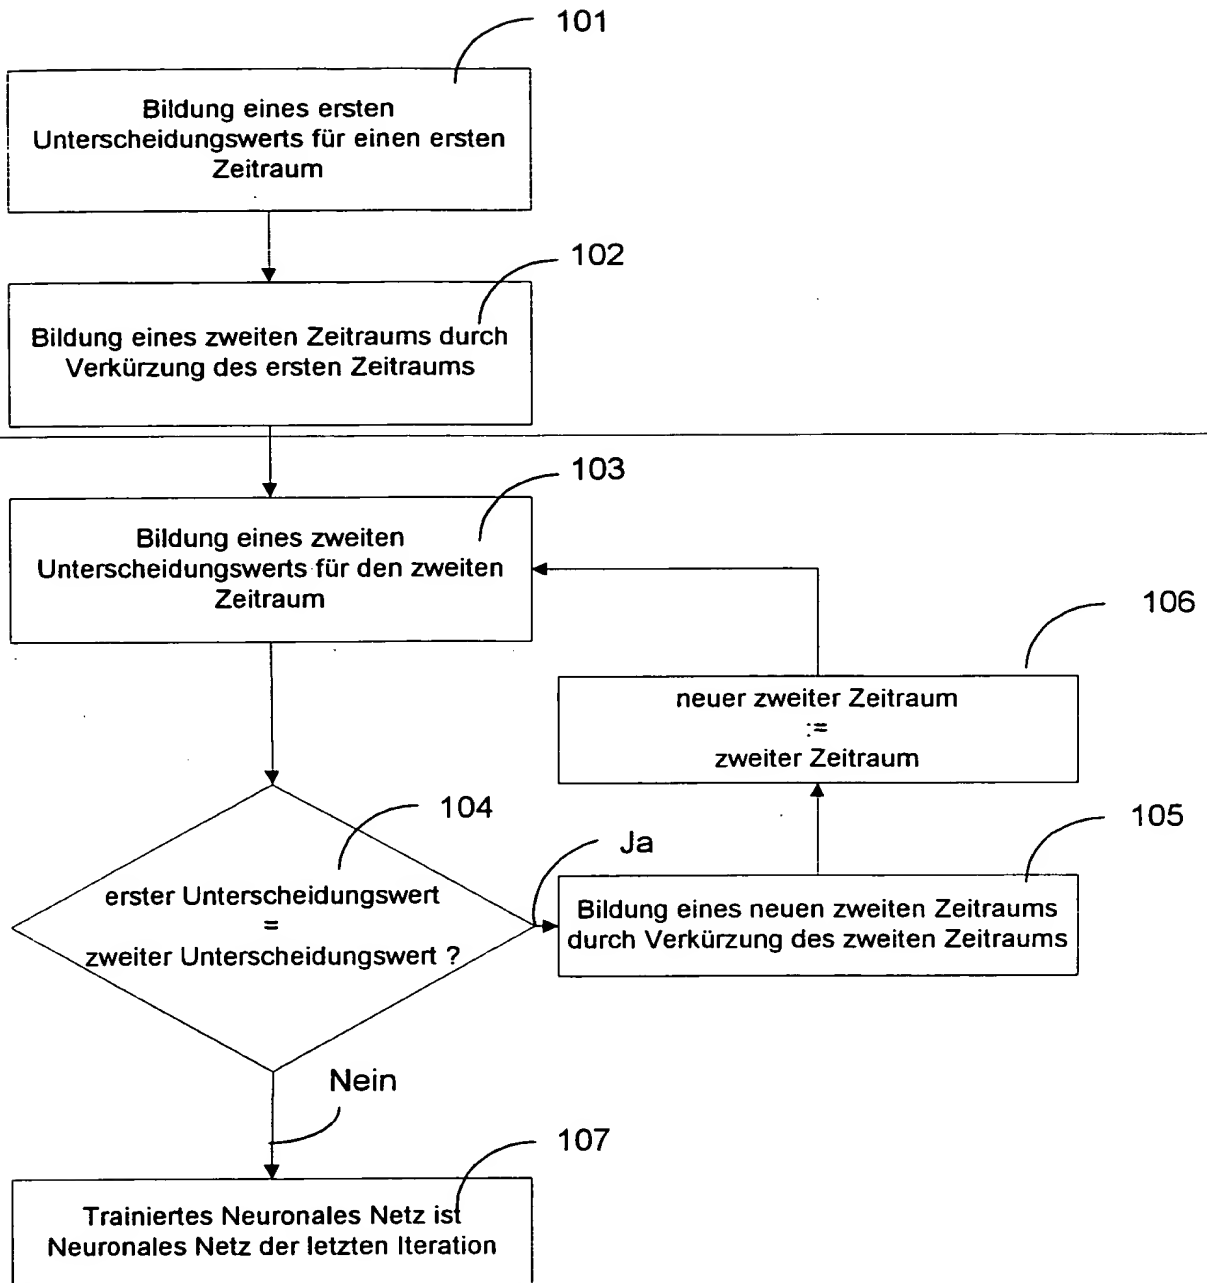 101
Bildung eines ersten
Unterscheidungswerts für einen ersten
Zeitraum
102
Bildung eines zweiten Zeitraums durch
Verkürzung des ersten Zeitraums
103
Bildung eines zweiten
Unterscheidungswerts für den zweiten
Zeitraum
106
neuer zweiter Zeitraum
:=
zweiter Zeitraum
104
erster Unterscheidungswert
=
zweiter Unterscheidungswert ?
Ja
105
Bildung eines neuen zweiten Zeitraums
durch Verkürzung des zweiten Zeitraums
Nein
107
Trainiertes Neuronales Netz ist
Neuronales Netz der letzten Iteration